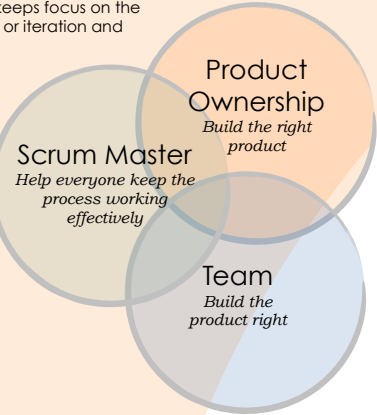 keeps focus on the
or iteration and
Product
Ownership
Build the right
product
Scrum Master
Help everyone keep the
process working
effectively
Team
Build the
product right